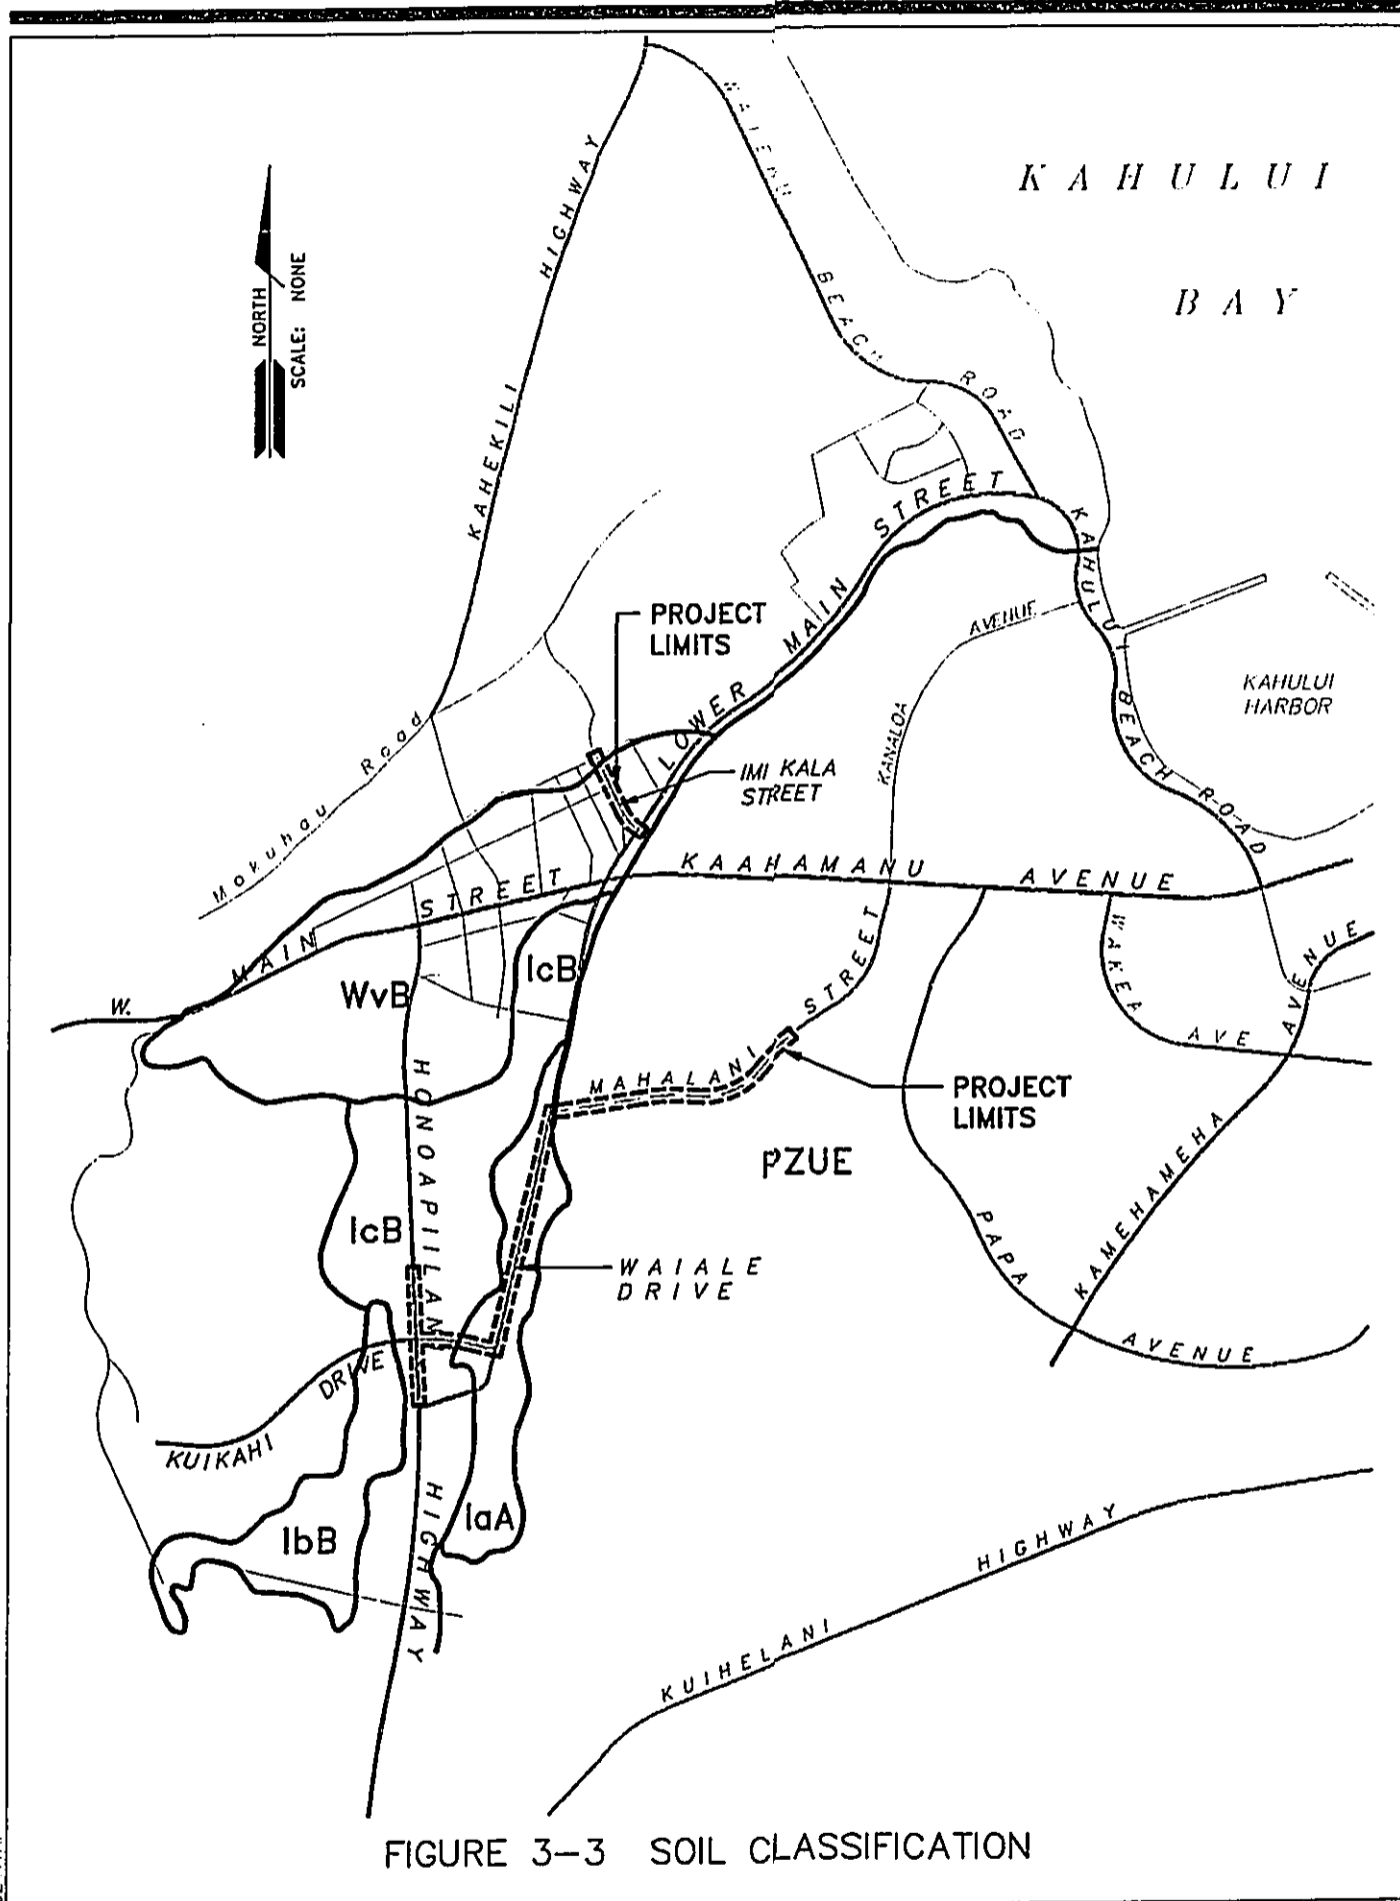 KAHULUI
BAY
NORTH
SCALE: NONE
KAHEKILI HIGHWAY
WAIEHU BEACH ROAD
LOWER MAIN STREET
KAHULUI BEACH ROAD
PROJECT
LIMITS
KANALOA AVENUE
KAHULUI
HARBOR
Mokuhau Road
IMI KALA
STREET
KAAHAMANU AVENUE
W. MAIN STREET
WvB
IcB
MAHALANI STREET
WAKEA AVE
KAMEHAMEHA AVENUE
PROJECT
LIMITS
PZUE
HONOAPIILANI HIGHWAY
IcB
WAIALE
DRIVE
PAPA AVENUE
KUIKAHI DRIVE
IbB
IaA
KUIHELANI HIGHWAY
FIGURE 3-3 SOIL CLASSIFICATION